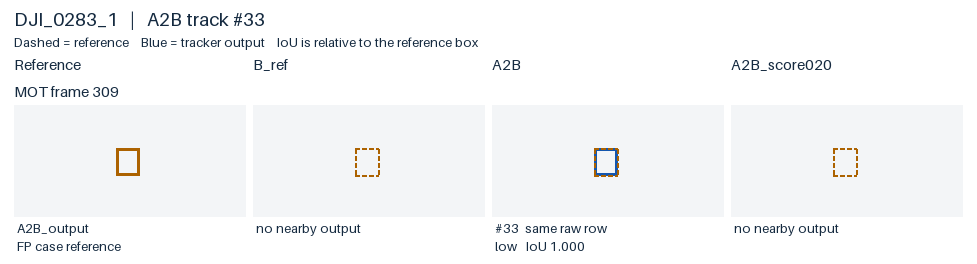 DJI_0283_1 | A2B track #33
Dashed = reference Blue = tracker output IoU is relative to the reference box
Reference B_ref A2B A2B_score020
MOT frame 309
A2B_output no nearby output #33 same raw row no nearby output
FP case reference low IoU 1.000